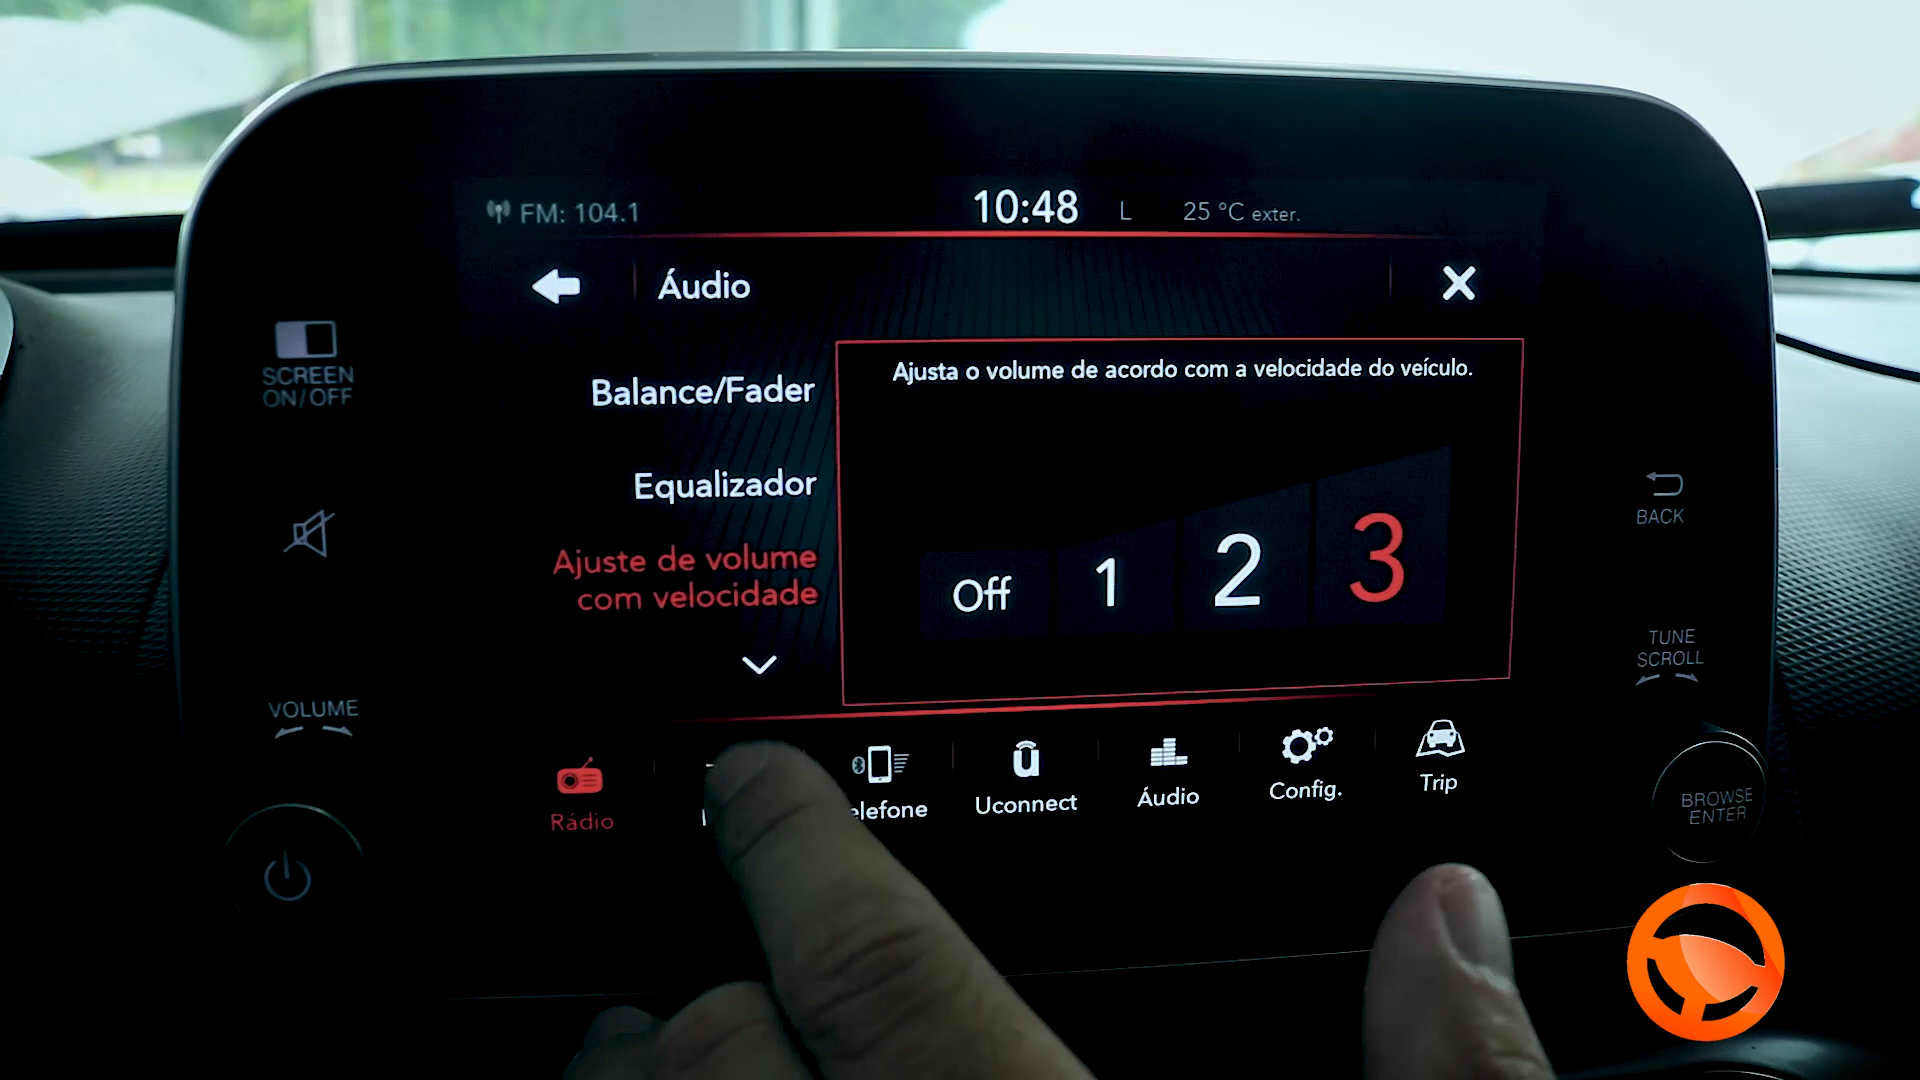 FM: 104.1
10:48
L
25 °C exter.
Áudio
SCREEN
ON/OFF
Balance/Fader
Ajusta o volume de acordo com a velocidade do veículo.
Equalizador
BACK
Ajuste de volume
com velocidade
Off 1 2 3
TUNE
SCROLL
VOLUME
Rádio
elefone
Uconnect
Áudio
Config.
Trip
BROWSE
ENTER